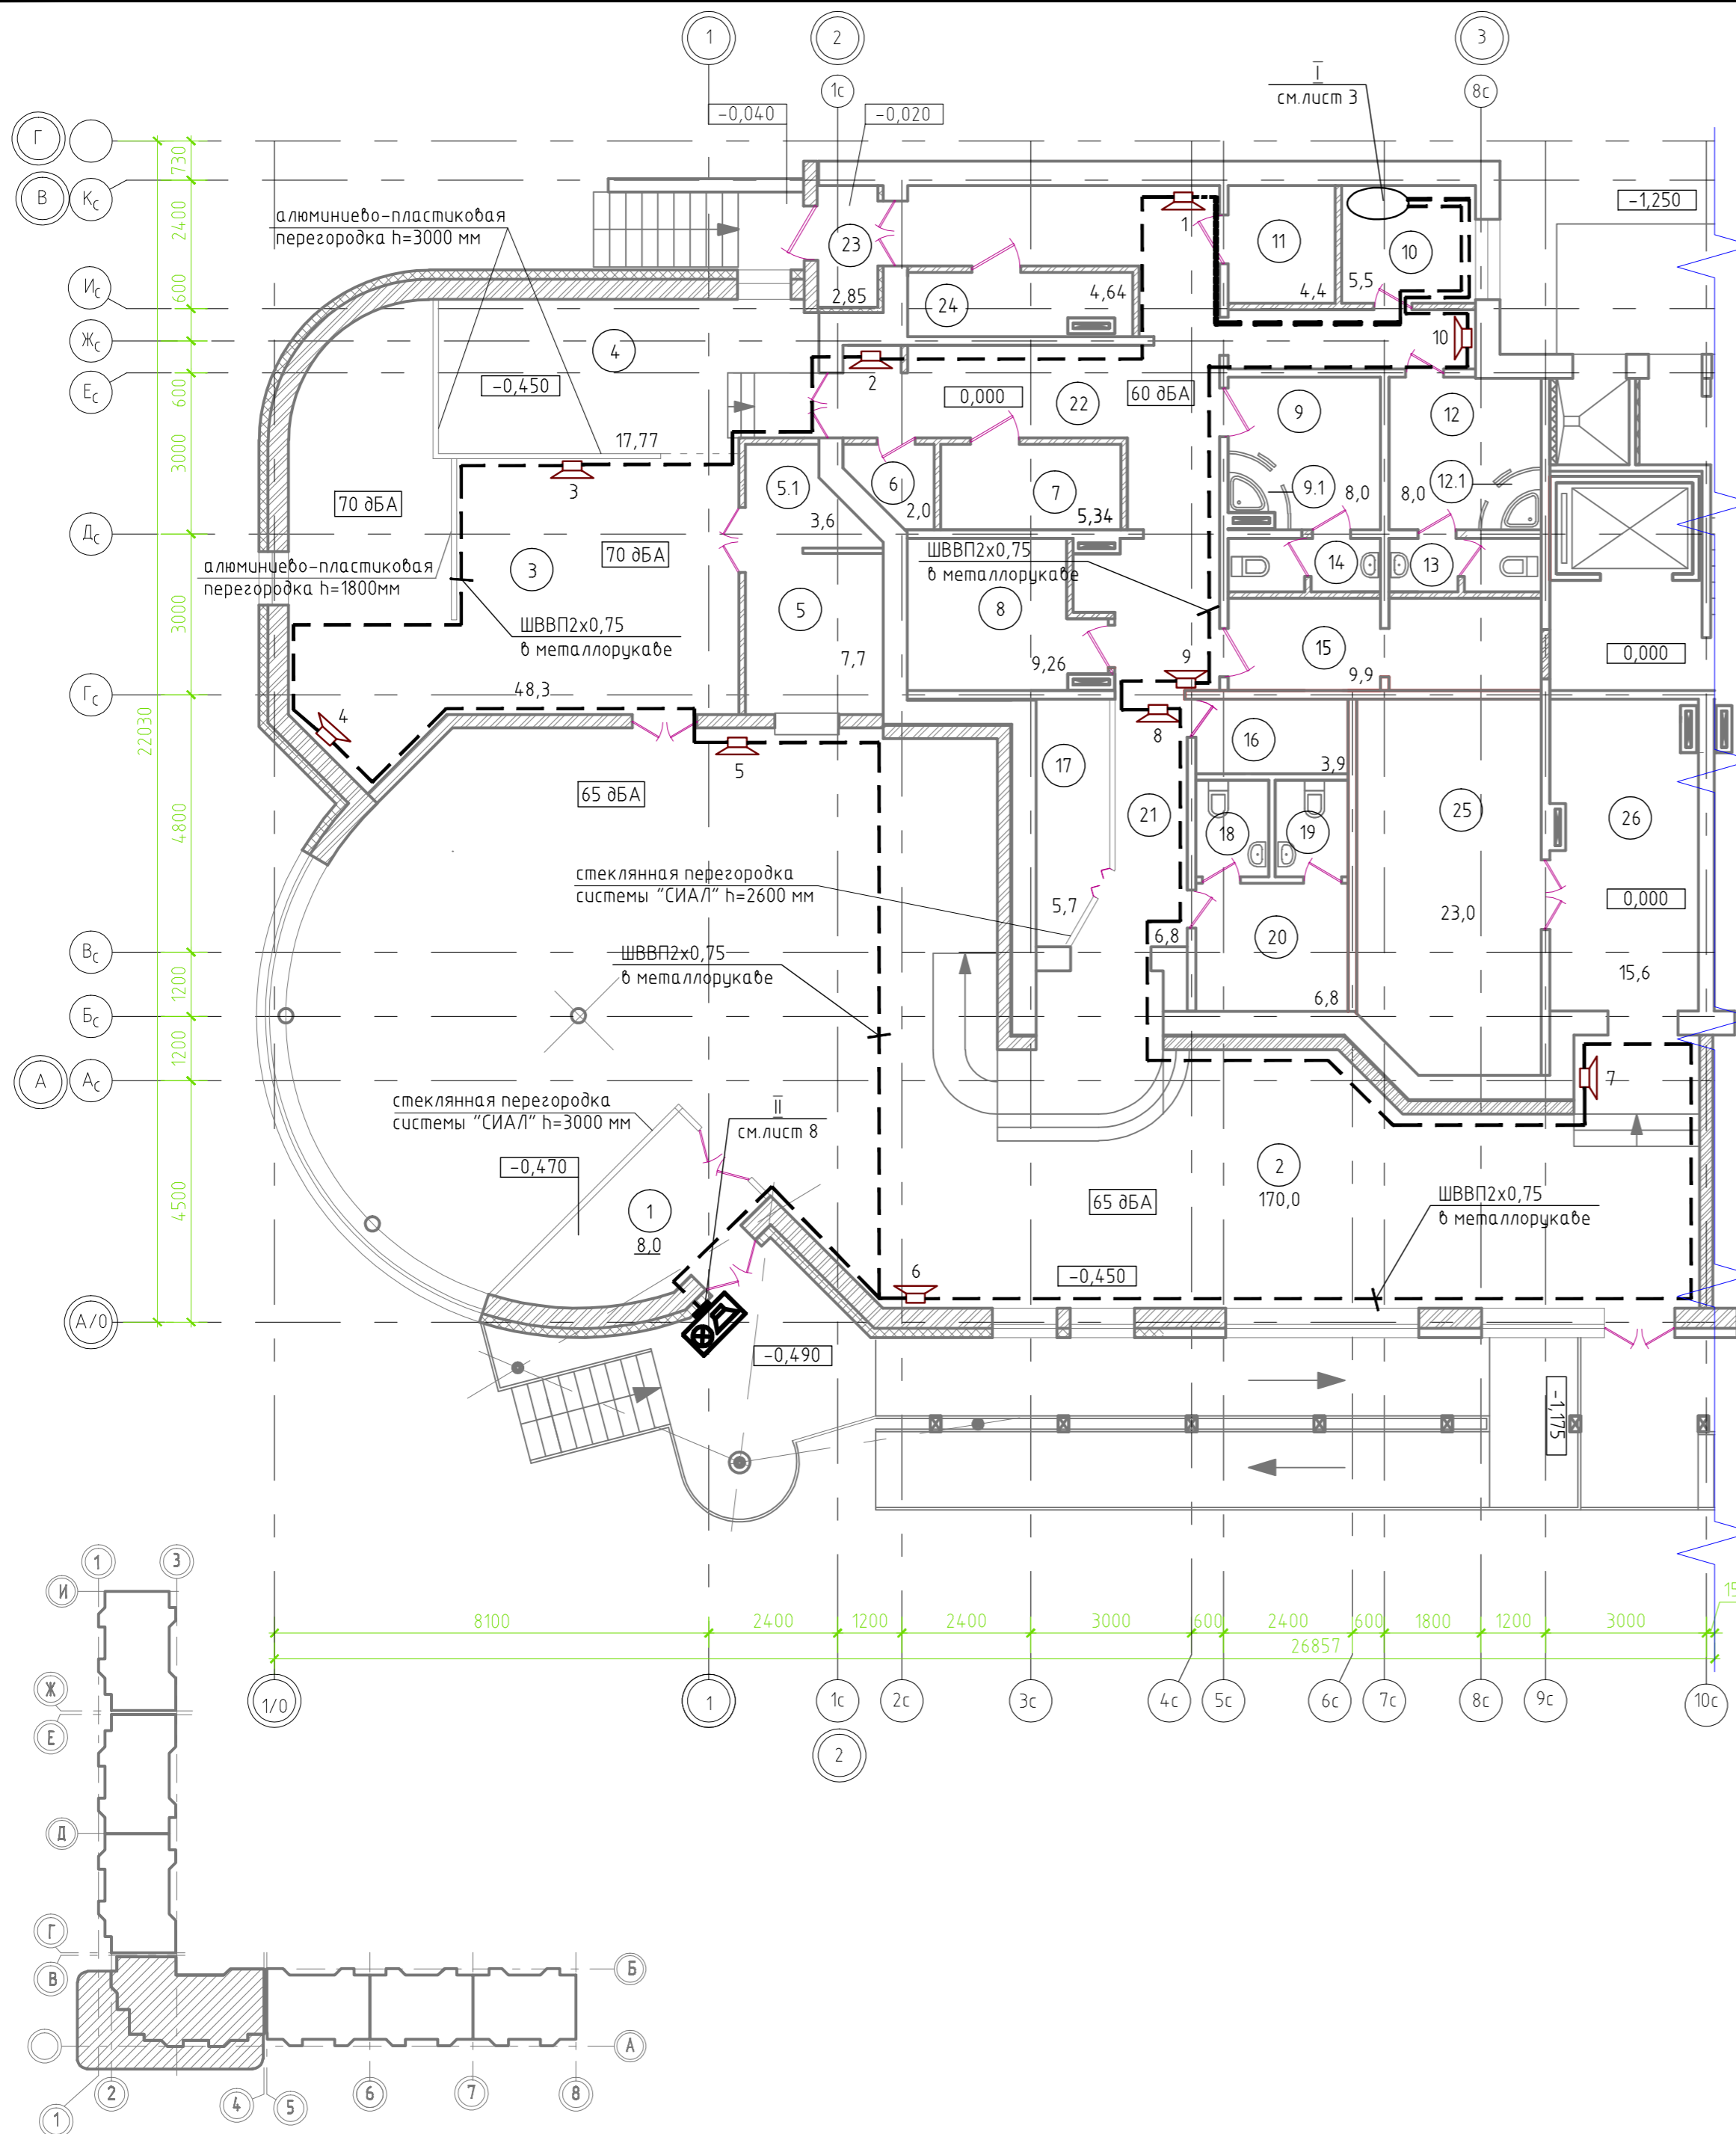 1
2
3
1с
8с
I
см.лист 3
-0,040
-0,020
Г
730
В
Кс
-1,250
2400
алюминиево-пластиковая
перегородка h=3000 мм
1
11
10
23
Ис
600
2,85
24
4,64
4,4
5,5
Жс
4
10
-0,450
2
Ес
600
0,000
60 дБА
22
9
12
17,77
3000
3
5.1
6
7
9.1
12.1
70 дБА
3,6
2,0
5,34
8,0
8,0
Дс
70 дБА
3
ШВВП2х0,75
в металлорукаве
14
13
алюминиево-пластиковая
перегородка h=1800мм
3000
5
8
ШВВП2х0,75
в металлорукаве
15
0,000
7,7
9,26
9
9,9
Гс
48,3
22030
4
8
5
16
17
3,9
65 дБА
21
25
26
4800
18
19
стеклянная перегородка
системы "СИАЛ" h=2600 мм
5,7
23,0
0,000
6,8
20
Вс
ШВВП2х0,75
в металлорукаве
15,6
1200
6,8
Бс
1200
А
Ас
7
стеклянная перегородка
системы "СИАЛ" h=3000 мм
II
см.лист 8
-0,470
2
170,0
65 дБА
ШВВП2х0,75
в металлорукаве
4500
1
8,0
6
-0,450
А/0
-0,490
-1,175
1
3
И
8100
2400
1200
2400
3000
600
2400
600
1800
1200
3000
15
26857
Ж
1/0
1
1с
2с
3с
4с
5с
6с
7с
8с
9с
10с
Е
2
Д
Г
В
Б
А
2
4
5
6
7
8
1